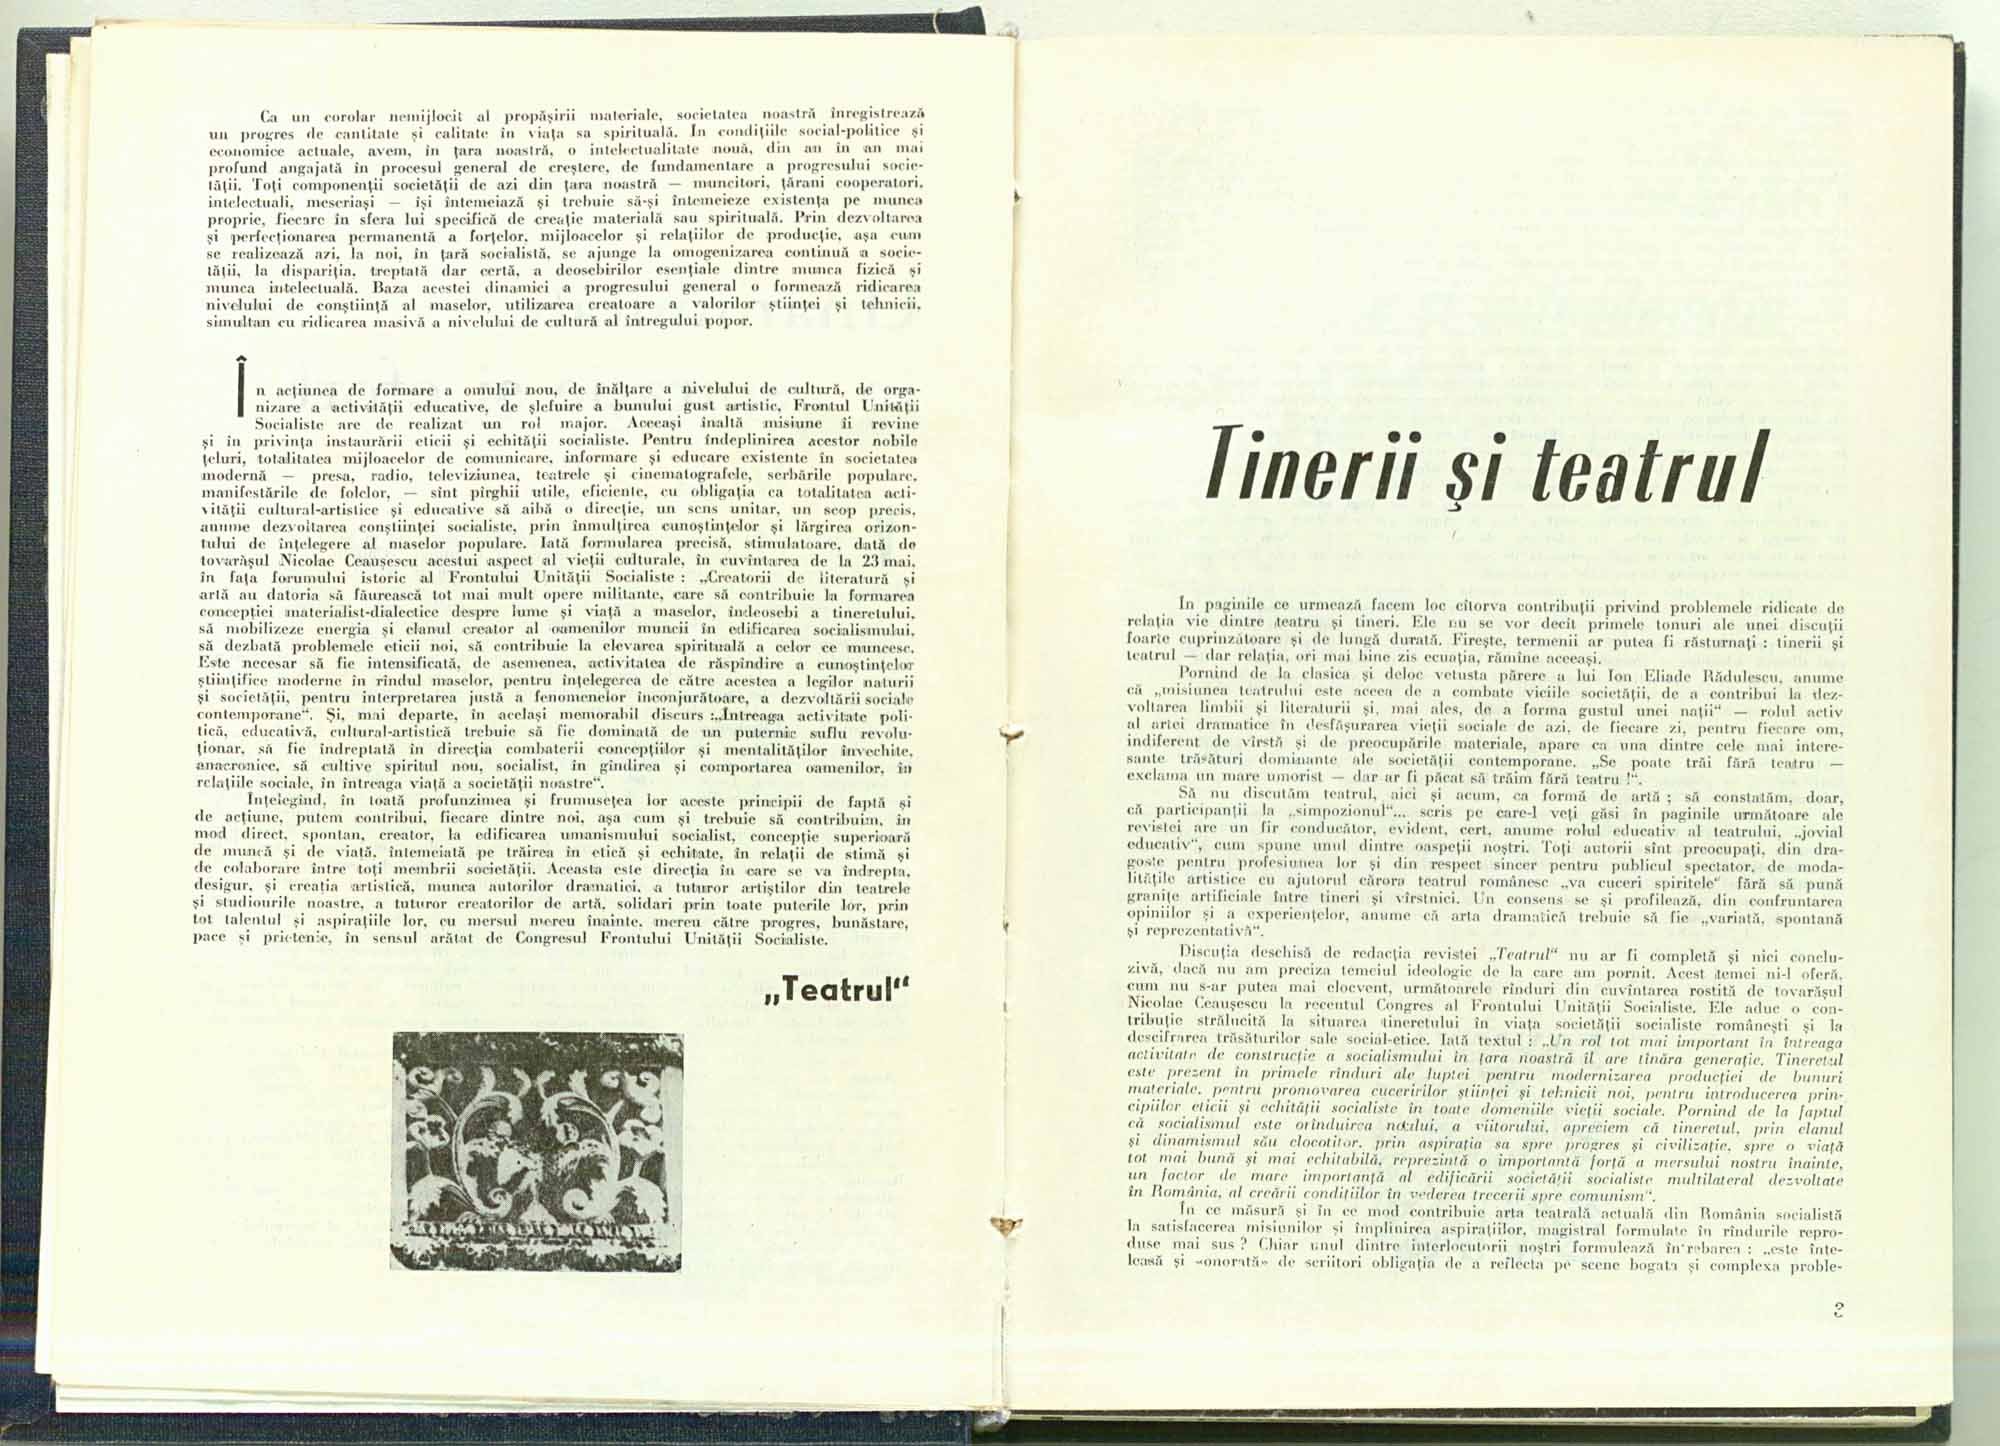 Ca un corolar nemijlocit al propășirii materiale, societatea noastră înregistrează
un progres de cantitate și calitate în viața sa spirituală. In condițiile social-politice și
economice actuale, avem, în țara noastră, o intelectualitate nouă, din an în an mai
profund angajată în procesul general de creștere, de fundamentare a progresului socie-
tății. Toți componenții societății de azi din țara noastră — muncitori, țărani cooperatori,
intelectuali, meseriași — își întemeiază și trebuie să-și întemeieze existența pe munca
proprie, fiecare în sfera lui specifică de creație materială sau spirituală. Prin dezvoltarea
și perfecționarea permanentă a forțelor, mijloacelor și relațiilor de producție, așa cum
se realizează azi, la noi, în țară socialistă, se ajunge la omogenizarea continuă a socie-
tății, la dispariția, treptată dar certă, a deosebirilor esențiale dintre munca fizică și
munca intelectuală. Baza acestei dinamici a progresului general o formează ridicarea
nivelului de conștiință al maselor, utilizarea creatoare a valorilor științei și tehnicii,
simultan cu ridicarea masivă a nivelului de cultură al întregului popor.
În acțiunea de formare a omului nou, de înălțare a nivelului de cultură, de orga-
nizare a activității educative, de șlefuire a bunului gust artistic, Frontul Unității
Socialiste are de realizat un rol major. Aceeași înaltă misiune îi revine
și în privința instaurării eticii și echității socialiste. Pentru îndeplinirea acestor nobile
țeluri, totalitatea mijloacelor de comunicare, informare și educare existente în societatea
modernă — presa, radio, televiziunea, teatrele și cinematografele, serbările populare,
manifestările de folclor, — sînt pîrghii utile, eficiente, cu obligația ca totalitatea acti-
vității cultural-artistice și educative să aibă o direcție, un sens unitar, un scop precis,
anume dezvoltarea conștiinței socialiste, prin înmulțirea cunoștințelor și lărgirea orizon-
tului de înțelegere al maselor populare. Iată formularea precisă, stimulatoare, dată de
tovarășul Nicolae Ceaușescu acestui aspect al vieții culturale, în cuvîntarea de la 23 mai,
în fața forumului istoric al Frontului Unității Socialiste : „Creatorii de literatură și
artă au datoria să făurească tot mai mult opere militante, care să contribuie la formarea
concepției materialist-dialectice despre lume și viață a maselor, îndeosebi a tineretului,
să mobilizeze energia și elanul creator al oamenilor muncii în edificarea socialismului,
să dezbată problemele eticii noi, să contribuie la elevarea spirituală a celor ce muncesc.
Este necesar să fie intensificată, de asemenea, activitatea de răspîndire a cunoștințelor
științifice moderne în rîndul maselor, pentru înțelegerea de către acestea a legilor naturii
și societății, pentru interpretarea justă a fenomenelor înconjurătoare, a dezvoltării sociale
contemporane“. Și, mai departe, în același memorabil discurs :„Intreaga activitate poli-
tică, educativă, cultural-artistică trebuie să fie dominată de un puternic suflu revolu-
ționar, să fie îndreptată în direcția combaterii concepțiilor și mentalităților învechite,
anacronice, să cultive spiritul nou, socialist, în gîndirea și comportarea oamenilor, în
relațiile sociale, în întreaga viață a societății noastre“.
Ințelegînd, în toată profunzimea și frumusețea lor aceste principii de faptă și
de acțiune, putem contribui, fiecare dintre noi, așa cum și trebuie să contribuim, în
mod direct, spontan, creator, la edificarea umanismului socialist, concepție superioară
de muncă și de viață, întemeiată pe trăirea în etică și echitate, în relații de stimă și
de colaborare între toți membrii societății. Aceasta este direcția în care se va îndrepta,
desigur, și creația artistică, munca autorilor dramatici, a tuturor artiștilor din teatrele
și studiourile noastre, a tuturor creatorilor de artă, solidari prin toate puterile lor, prin
tot talentul și aspirațiile lor, cu mersul mereu înainte, mereu către progres, bunăstare,
pace și prietenie, în sensul arătat de Congresul Frontului Unității Socialiste.
„Teatrul“
Tinerii și teatrul
In paginile ce urmează facem loc cîtorva contribuții privind problemele ridicate de
relația vie dintre teatru și tineri. Ele nu se vor decît primele tonuri ale unei discuții
foarte cuprinzătoare și de lungă durată. Firește, termenii ar putea fi răsturnați : tinerii și
teatrul — dar relația, ori mai bine zis ecuația, rămîne aceeași.
Pornind de la clasica și deloc vetusta părere a lui Ion Eliade Rădulescu, anume
că „misiunea teatrului este aceea de a combate viciile societății, de a contribui la dez-
voltarea limbii și literaturii și, mai ales, de a forma gustul unei nații“ — rolul activ
al artei dramatice în desfășurarea vieții sociale de azi, de fiecare zi, pentru fiecare om,
indiferent de vîrstă și de preocupările materiale, apare ca una dintre cele mai intere-
sante trăsături dominante ale societății contemporane. „Se poate trăi fără teatru —
exclama un mare umorist — dar ar fi păcat să trăim fără teatru !“.
Să nu discutăm teatrul, aici și acum, ca formă de artă ; să constatăm, doar,
că participanții la „simpozionul“... scris pe care-l veți găsi în paginile următoare ale
revistei are un fir conducător, evident, cert, anume rolul educativ al teatrului, „jovial
educativ“, cum spune unul dintre oaspeții noștri. Toți autorii sînt preocupați, din dra-
goste pentru profesiunea lor și din respect sincer pentru publicul spectator, de moda-
litățile artistice cu ajutorul cărora teatrul românesc „va cuceri spiritele“ fără să pună
granițe artificiale între tineri și vîrstnici. Un consens se și profilează, din confruntarea
opiniilor și a experiențelor, anume că arta dramatică trebuie să fie „variată, spontană
și reprezentativă“.
Discuția deschisă de redacția revistei „Teatrul“ nu ar fi completă și nici conclu-
zivă, dacă nu am preciza temeiul ideologic de la care am pornit. Acest temei ni-l oferă,
cum nu s-ar putea mai elocvent, următoarele rînduri din cuvîntarea rostită de tovarășul
Nicolae Ceaușescu la recentul Congres al Frontului Unității Socialiste. Ele aduc o con-
tribuție strălucită la situarea tineretului în viața societății socialiste românești și la
descifrarea trăsăturilor sale social-etice. Iată textul : „Un rol tot mai important în întreaga
activitate de construcție a socialismului în țara noastră îl are tînăra generație. Tineretul
este prezent în primele rînduri ale luptei pentru modernizarea producției de bunuri
materiale, pentru promovarea cuceririlor științei și tehnicii noi, pentru introducerea prin-
cipiilor eticii și echității socialiste în toate domeniile vieții sociale. Pornind de la faptul
că socialismul este orînduirea noului, a viitorului, apreciem că tineretul, prin elanul
și dinamismul său clocotitor, prin aspirația sa spre progres și civilizație, spre o viață
tot mai bună și mai echitabilă, reprezintă o importantă forță a mersului nostru înainte,
un factor de mare importanță al edificării societății socialiste multilateral dezvoltate
în România, al creării condițiilor în vederea trecerii spre comunism“.
In ce măsură și în ce mod contribuie arta teatrală actuală din România socialistă
la satisfacerea misiunilor și împlinirea aspirațiilor, magistral formulate în rîndurile repro-
duse mai sus ? Chiar unul dintre interlocutorii noștri formulează întrebarea : „este înțe-
leasă și «onorată» de scriitori obligația de a reflecta pe scene bogata și complexa proble-
3